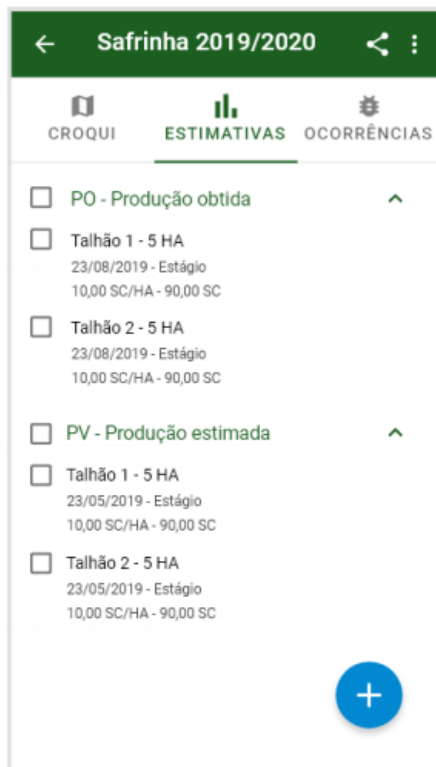 Safrinha 2019/2020
CROQUI
ESTIMATIVAS
OCORRÊNCIAS
PO - Produção obtida
Talhão 1 - 5 HA
23/08/2019 - Estágio
10,00 SC/HA - 90,00 SC
Talhão 2 - 5 HA
23/08/2019 - Estágio
10,00 SC/HA - 90,00 SC
PV - Produção estimada
Talhão 1 - 5 HA
23/05/2019 - Estágio
10,00 SC/HA - 90,00 SC
Talhão 2 - 5 HA
23/05/2019 - Estágio
10,00 SC/HA - 90,00 SC